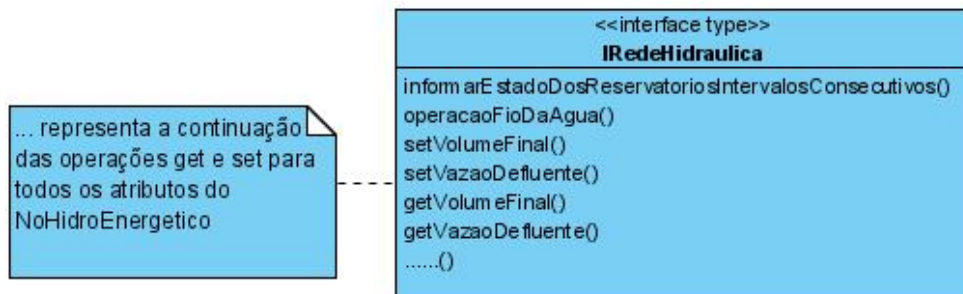 ... representa a continuação
das operações get e set para
todos os atributos do
NoHidroEnergetico
<<interface type>>
IRedeHidraulica
informarEstadoDosReservatoriosIntervalosConsecutivos()
operacaoFioDaAgua()
setVolumeFinal()
setVazaoDefluente()
getVolumeFinal()
getVazaoDefluente()
......()